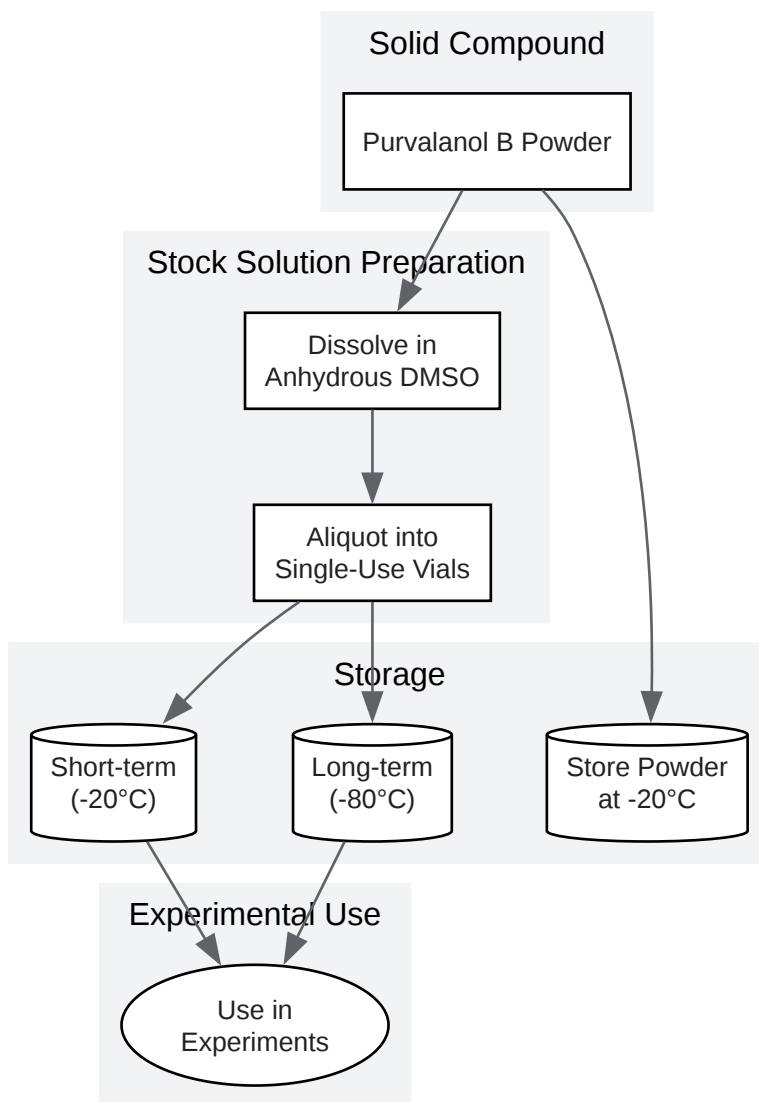 Solid Compound
Purvalanol B Powder
Stock Solution Preparation
Dissolve in
Anhydrous DMSO
Aliquot into
Single-Use Vials
Storage
Short-term
(-20°C)
Long-term
(-80°C)
Store Powder
at -20°C
Experimental Use
Use in
Experiments